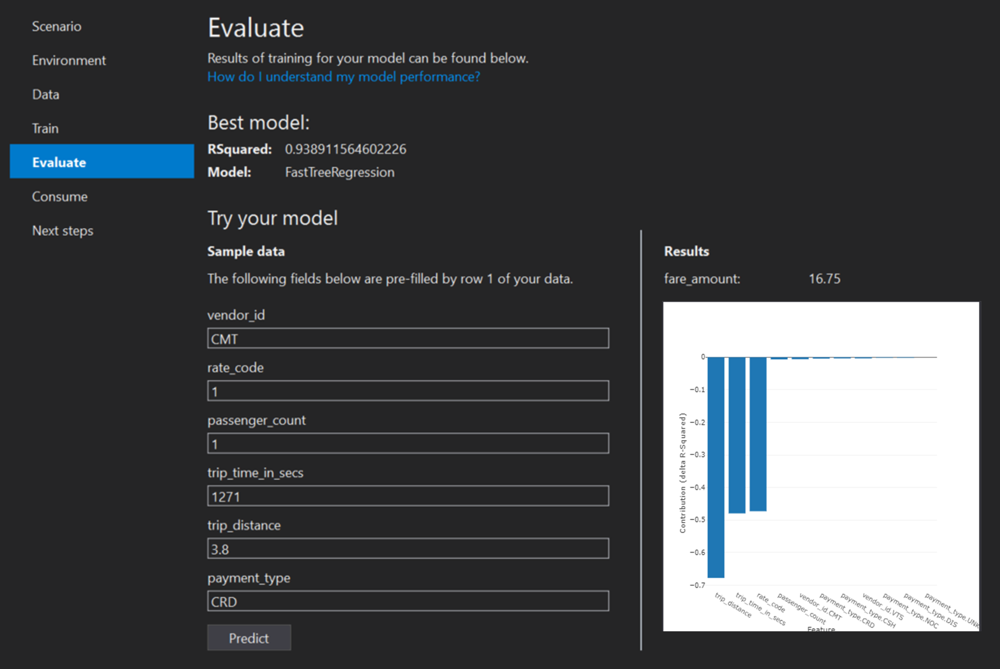 Scenario
Environment
Data
Train
Evaluate
Consume
Next steps
Evaluate
Results of training for your model can be found below.
How do I understand my model performance?
Best model:
RSquared: 0.938911564602226
Model: FastTreeRegression
Try your model
Sample data
The following fields below are pre-filled by row 1 of your data.
vendor_id
CMT
rate_code
1
passenger_count
1
trip_time_in_secs
1271
trip_distance
3.8
payment_type
CRD
Predict
Results
fare_amount: 16.75
Contribution (delta R-Squared)
0
−0.1
−0.2
−0.3
−0.4
−0.5
−0.6
−0.7
trip_distance
trip_time_in_secs
rate_code
passenger_count
vendor_id.CMT
payment_type.CRD
payment_type.CSH
vendor_id.VTS
payment_type.NOC
payment_type.DIS
payment_type.UNK
Feature